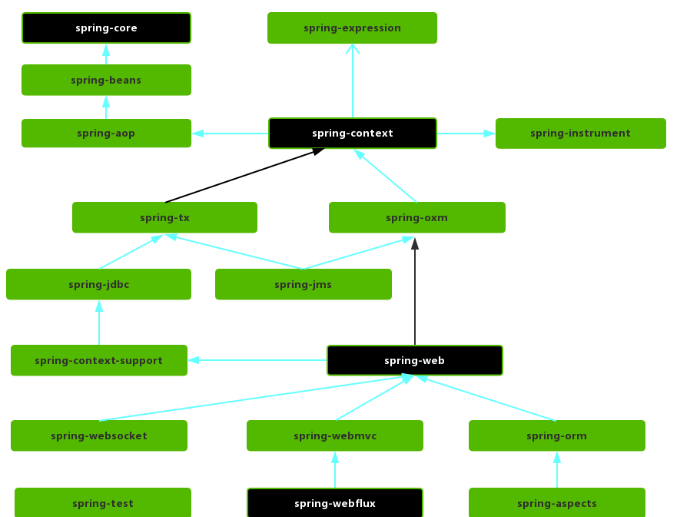 spring-core
spring-expression
spring-beans
spring-aop
spring-context
spring-instrument
spring-tx
spring-oxm
spring-jdbc
spring-jms
spring-context-support
spring-web
spring-websocket
spring-webmvc
spring-orm
spring-test
spring-webflux
spring-aspects